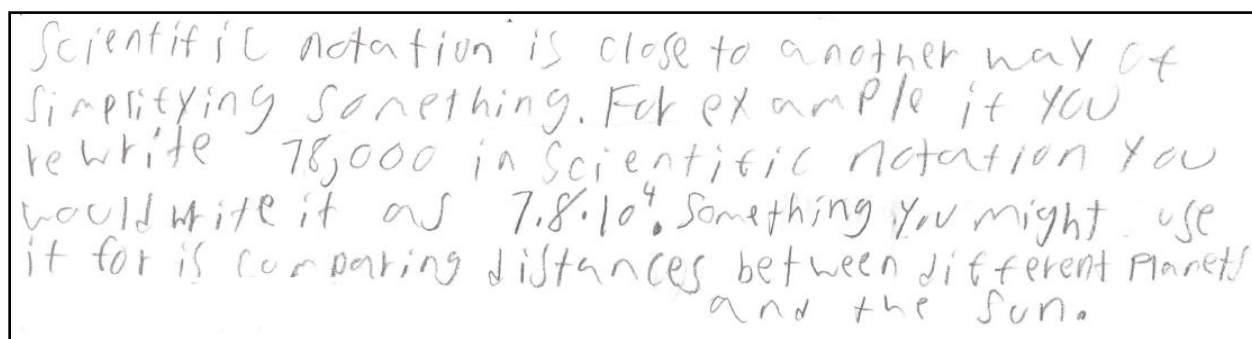 Scientific notation is close to another way of
simplifying something. For example if you
rewrite 78,000 in scientific notation you
would write it as 7.8·10⁴. Something you might use
it for is comparing distances between different planets
and the sun.